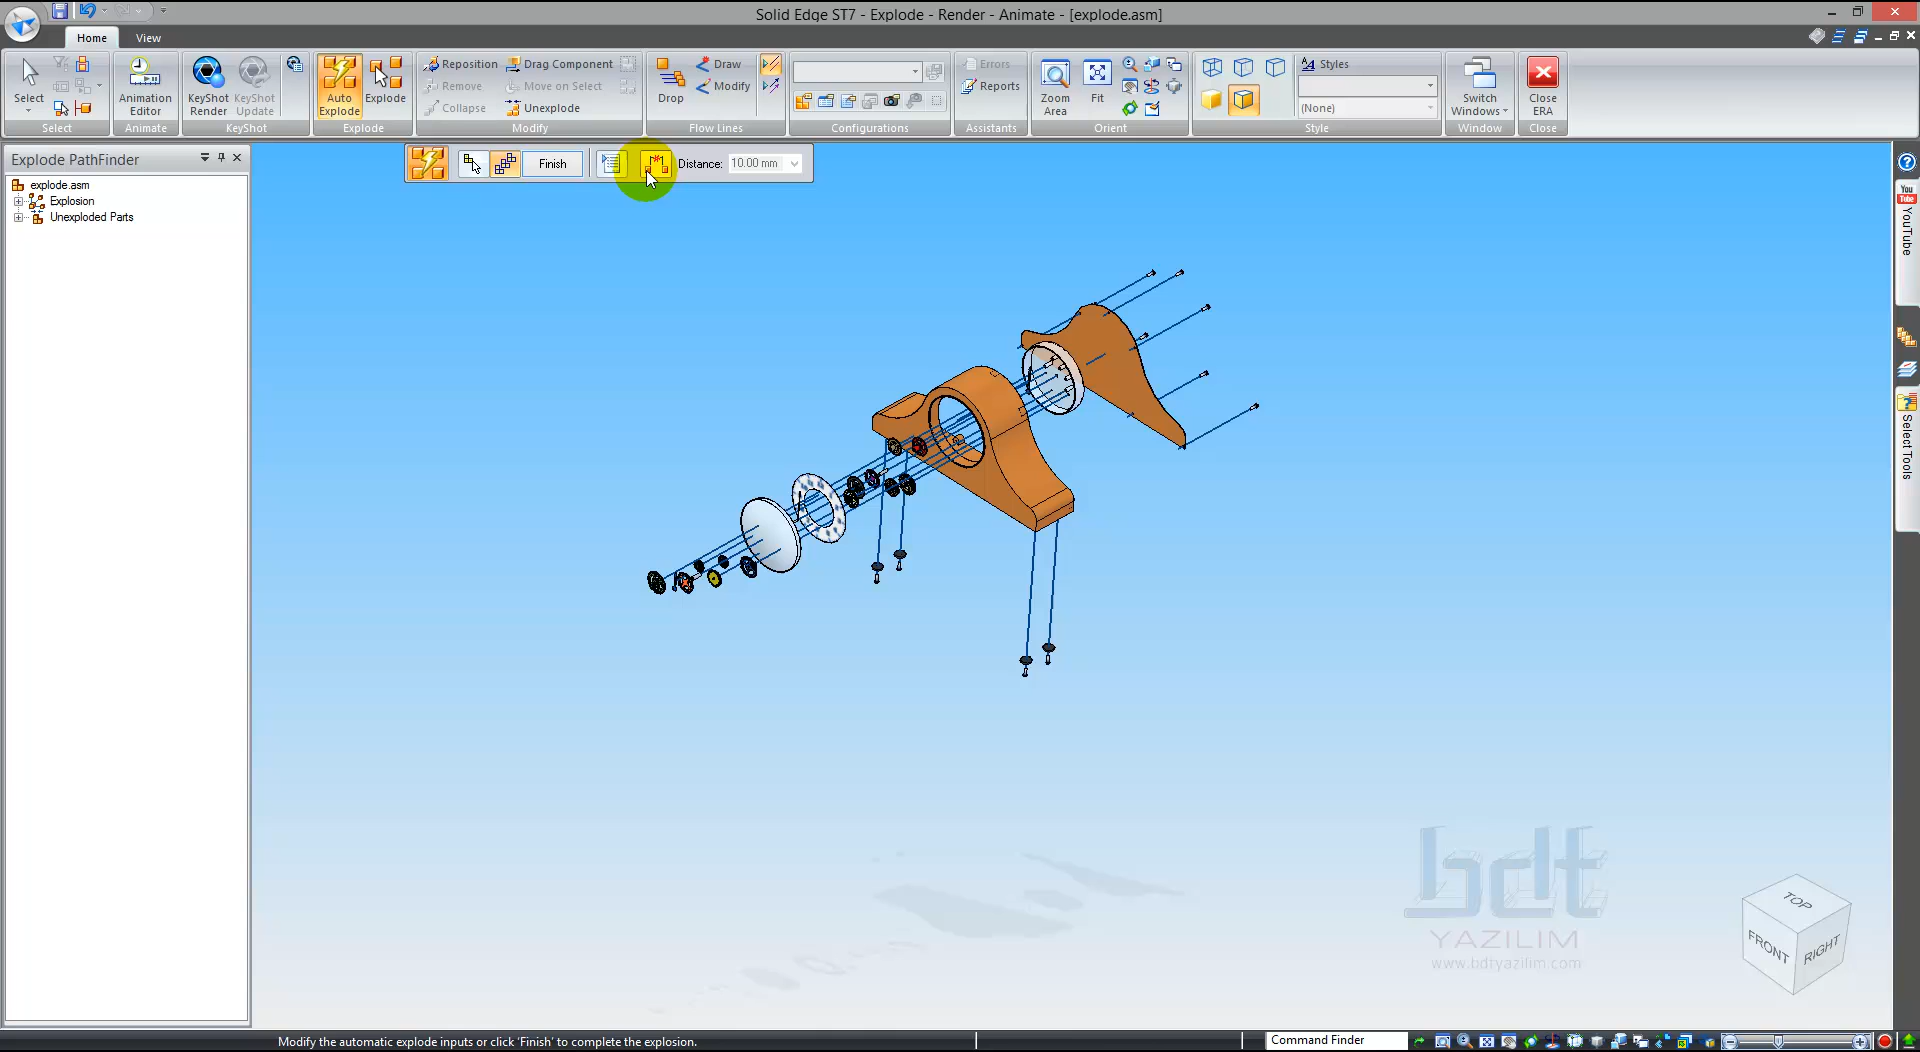 Solid Edge ST7 - Explode - Render - Animate - [explode.asm]
Home View
Select
Select
Animation Editor
Animate
KeyShot Render
KeyShot Update
KeyShot
Auto Explode
Explode
Explode
Reposition
Remove
Collapse
Drag Component
Move on Select
Unexplode
Modify
Drop
Draw
Modify
Flow Lines
Configurations
Errors
Reports
Assistants
Zoom Area
Fit
Orient
Styles
(None)
Style
Switch Windows
Window
Close ERA
Close
Explode PathFinder
explode.asm
Explosion
Unexploded Parts
Finish
Distance: 10.00 mm
You Tube
YouTube
Select Tools
bdt
YAZILIM
www.bdtyazilim.com
TOP
FRONT
RIGHT
Modify the automatic explode inputs or click 'Finish' to complete the explosion.
Command Finder